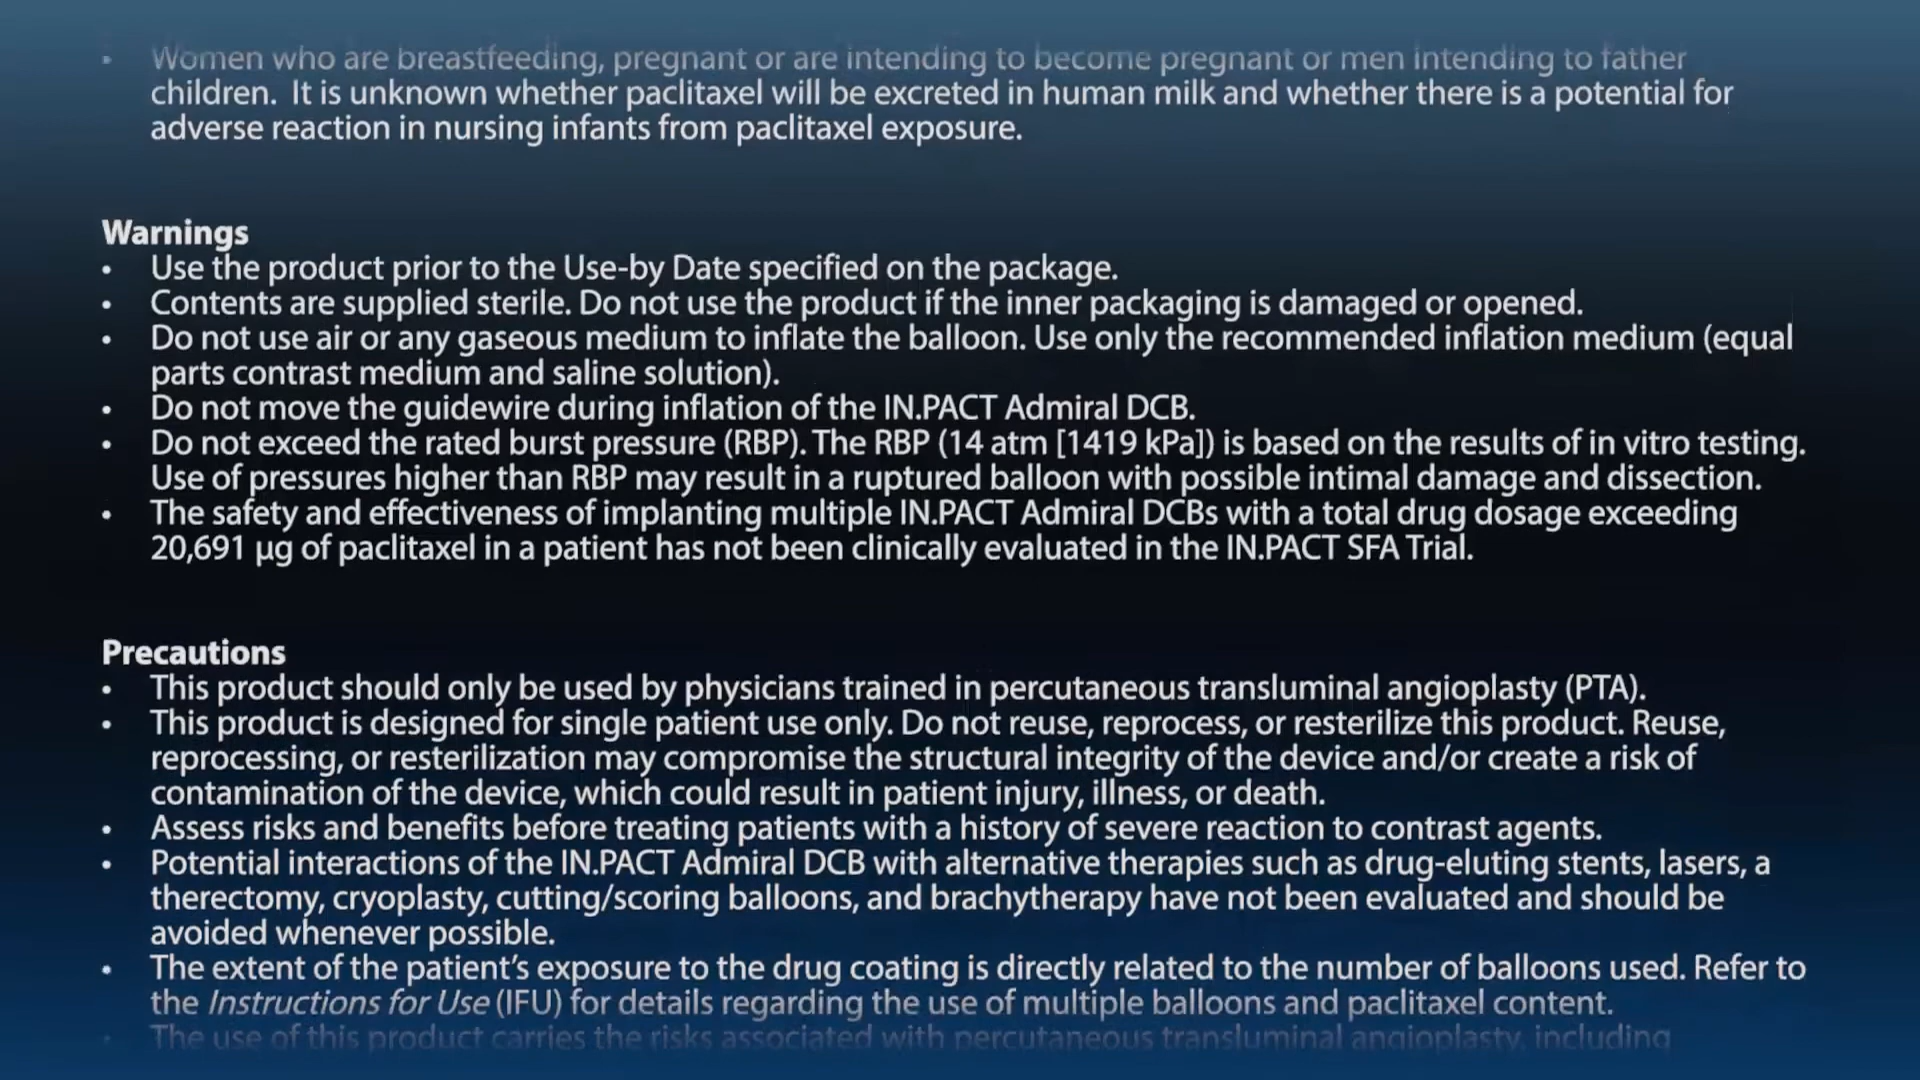 • Women who are breastfeeding, pregnant or are intending to become pregnant or men intending to father
children. It is unknown whether paclitaxel will be excreted in human milk and whether there is a potential for
adverse reaction in nursing infants from paclitaxel exposure.
Warnings
• Use the product prior to the Use-by Date specified on the package.
• Contents are supplied sterile. Do not use the product if the inner packaging is damaged or opened.
• Do not use air or any gaseous medium to inflate the balloon. Use only the recommended inflation medium (equal
parts contrast medium and saline solution).
• Do not move the guidewire during inflation of the IN.PACT Admiral DCB.
• Do not exceed the rated burst pressure (RBP). The RBP (14 atm [1419 kPa]) is based on the results of in vitro testing.
Use of pressures higher than RBP may result in a ruptured balloon with possible intimal damage and dissection.
• The safety and effectiveness of implanting multiple IN.PACT Admiral DCBs with a total drug dosage exceeding
20,691 µg of paclitaxel in a patient has not been clinically evaluated in the IN.PACT SFA Trial.
Precautions
• This product should only be used by physicians trained in percutaneous transluminal angioplasty (PTA).
• This product is designed for single patient use only. Do not reuse, reprocess, or resterilize this product. Reuse,
reprocessing, or resterilization may compromise the structural integrity of the device and/or create a risk of
contamination of the device, which could result in patient injury, illness, or death.
• Assess risks and benefits before treating patients with a history of severe reaction to contrast agents.
• Potential interactions of the IN.PACT Admiral DCB with alternative therapies such as drug-eluting stents, lasers, a
therectomy, cryoplasty, cutting/scoring balloons, and brachytherapy have not been evaluated and should be
avoided whenever possible.
• The extent of the patient's exposure to the drug coating is directly related to the number of balloons used. Refer to
the Instructions for Use (IFU) for details regarding the use of multiple balloons and paclitaxel content.
• The use of this product carries the risks associated with percutaneous transluminal angioplasty, including